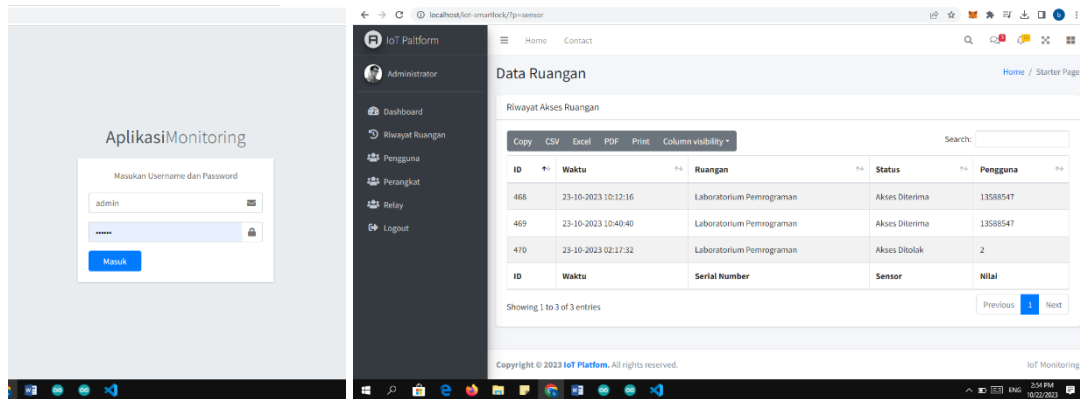 AplikasiMonitoring
Masukan Username dan Password
admin
Masuk
localhost/iot-smartlock/?p=sensor
IoT Paltform
Home Contact
Administrator
Data Ruangan
Home / Starter Page
Dashboard
Riwayat Ruangan
Pengguna
Perangkat
Relay
Logout
Riwayat Akses Ruangan
Copy CSV Excel PDF Print Column visibility
Search:
ID Waktu Ruangan Status Pengguna
468 23-10-2023 10:12:16 Laboratorium Pemrograman Akses Diterima 13588547
469 23-10-2023 10:40:40 Laboratorium Pemrograman Akses Diterima 13588547
470 23-10-2023 02:17:32 Laboratorium Pemrograman Akses Ditolak 2
ID Waktu Serial Number Sensor Nilai
Showing 1 to 3 of 3 entries
Previous 1 Next
Copyright © 2023 IoT Platfom. All rights reserved.
IoT Monitoring
ENG
2:54 PM
10/22/2023